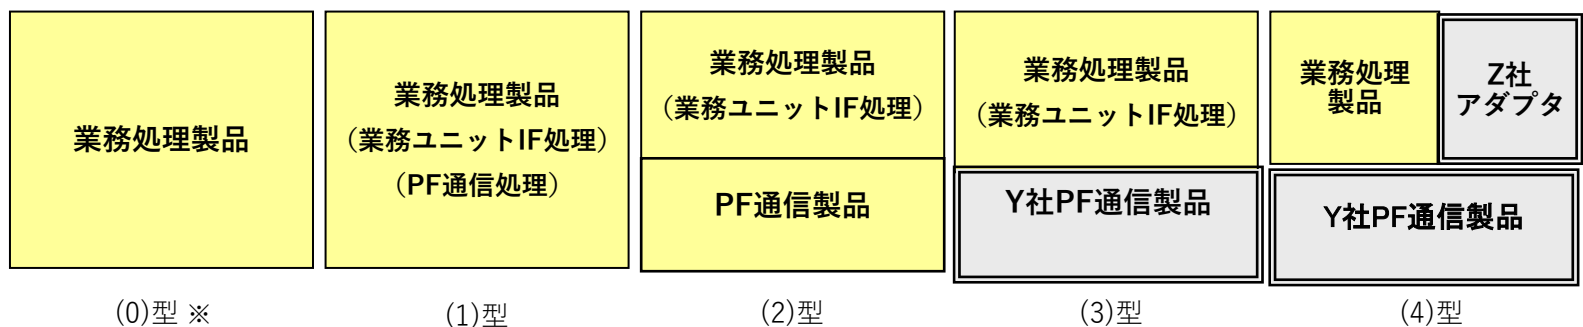 業務処理製品
(0)型 ※
業務処理製品
（業務ユニットIF処理）
（PF通信処理）
(1)型
業務処理製品
（業務ユニットIF処理）
PF通信製品
(2)型
業務処理製品
（業務ユニットIF処理）
Y社PF通信製品
(3)型
業務処理
製品
Z社
アダプタ
Y社PF通信製品
(4)型